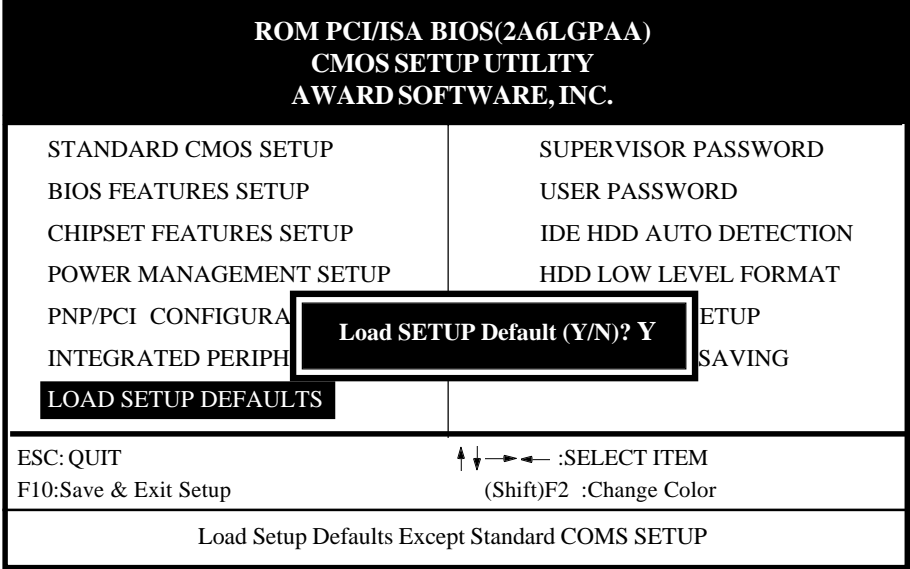 ROM PCI/ISA BIOS(2A6LGPAA)
CMOS SETUP UTILITY
AWARD SOFTWARE, INC.
STANDARD CMOS SETUP
BIOS FEATURES SETUP
CHIPSET FEATURES SETUP
POWER MANAGEMENT SETUP
PNP/PCI CONFIGURA
INTEGRATED PERIPH
LOAD SETUP DEFAULTS
SUPERVISOR PASSWORD
USER PASSWORD
IDE HDD AUTO DETECTION
HDD LOW LEVEL FORMAT
ETUP
SAVING
Load SETUP Default (Y/N)? Y
ESC: QUIT
↑ ↓ → ← :SELECT ITEM
F10:Save & Exit Setup
(Shift)F2 :Change Color
Load Setup Defaults Except Standard COMS SETUP